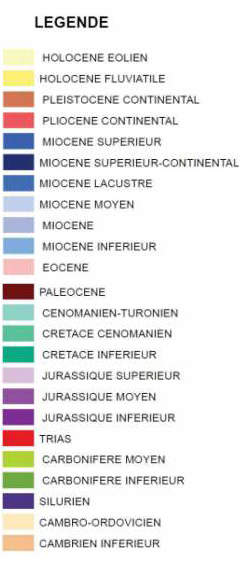 LEGENDE
HOLOCENE EOLIEN
HOLOCENE FLUVIATILE
PLEISTOCENE CONTINENTAL
PLIOCENE CONTINENTAL
MIOCENE SUPERIEUR
MIOCENE SUPERIEUR-CONTINENTAL
MIOCENE LACUSTRE
MIOCENE MOYEN
MIOCENE
MIOCENE INFERIEUR
EOCENE
PALEOCENE
CENOMANIEN-TURONIEN
CRETACE CENOMANIEN
CRETACE INFERIEUR
JURASSIQUE SUPERIEUR
JURASSIQUE MOYEN
JURASSIQUE INFERIEUR
TRIAS
CARBONIFERE MOYEN
CARBONIFERE INFERIEUR
SILURIEN
CAMBRO-ORDOVICIEN
CAMBRIEN INFERIEUR